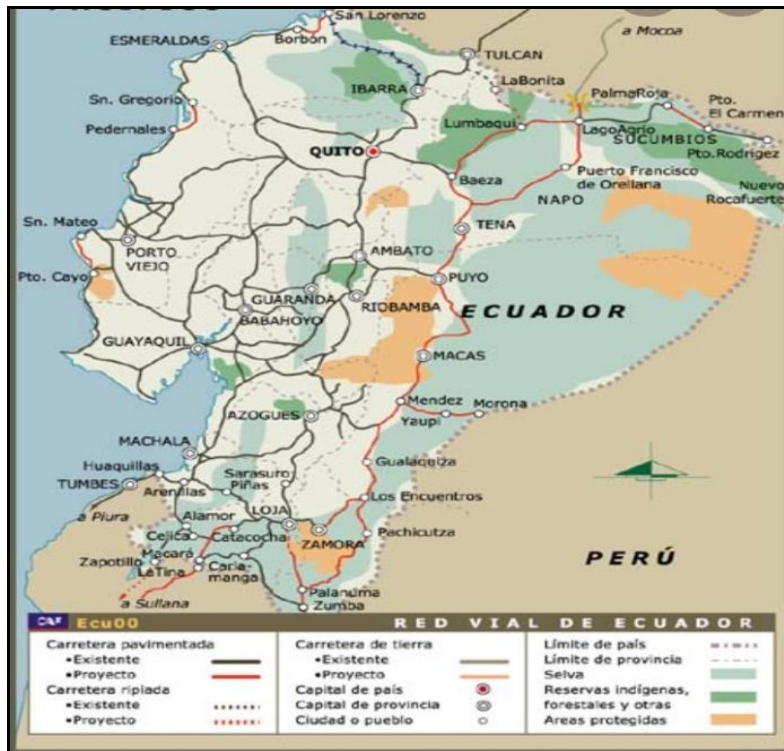 San Lorenzo
a Mocoa
ESMERALDAS
Borbón
TULCAN
LaBonita
IBARRA
PalmaRoja
Sn. Gregorio
Pto.
El Carmen
Lumbaqui
LagoAgrio
Pedernales
SUCUMBIOS
QUITO
Pto.Rodrigez
Baeza
Puerto Francisco
de Orellana
Nuevo
Rocafuerte
NAPO
Sn. Mateo
TENA
PORTO
VIEJO
AMBATO
Pto. Cayo
PUYO
GUARANDA
RIOBAMBA
BABAHOYO
ECUADOR
GUAYAQUIL
MACAS
Mendez
Morona
Yaupi
AZOGUES
MACHALA
Huaquillas
Gualaquiza
TUMBES
Sarasuro
Piñas
Arenillas
Los Encuentros
a Piura
Alamor
LOJA
Celica
Catacocha
ZAMORA
Pachicutza
Zapotillo
Macará
LaTina
Caria-
manga
PERÚ
Palanuma
a Sullana
Zumba
CAF Ecu00 RED VIAL DE ECUADOR
Carretera pavimentada
•Existente
•Proyecto
Carretera ripiada
•Existente
•Proyecto
Carretera de tierra
•Existente
•Proyecto
Capital de país
Capital de provincia
Ciudad o pueblo
Límite de país
Límite de provincia
Selva
Reservas indígenas,
forestales y otras
Areas protegidas